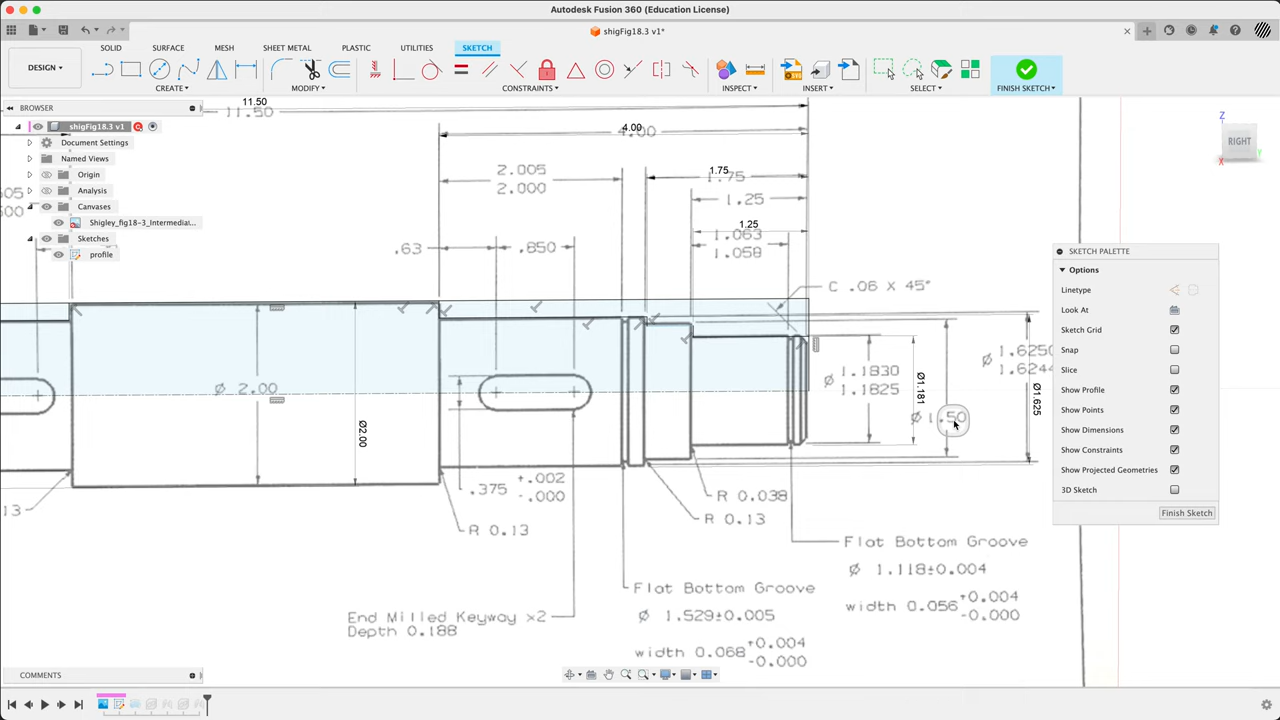 Autodesk Fusion 360 (Education License)
shigFig18.3 v1*
DESIGN
SOLID
SURFACE
MESH
SHEET METAL
PLASTIC
UTILITIES
SKETCH
CREATE
MODIFY
CONSTRAINTS
INSPECT
INSERT
SELECT
FINISH SKETCH
BROWSER
shigFig18.3 v1
Document Settings
Named Views
Origin
Analysis
Canvases
Shigley_fig18-3_Intermediat...
Sketches
profile
11.50
11.50
4.00
4.00
2.005
2.000
1.75
1.75
1.25
1.25
1.063
1.058
.63
.850
C .06 X 45°
Z
RIGHT
X
Y
SKETCH PALETTE
Options
Linetype
Look At
Sketch Grid
Snap
Slice
Show Profile
Show Points
Show Dimensions
Show Constraints
Show Projected Geometries
3D Sketch
Finish Sketch
Ø 1.6250
1.6244
Ø1.625
Ø 1.1830
1.1825
Ø1.181
Ø 1.50
Ø 2.00
Ø2.00
.375 +.002
-.000
13
R 0.13
R 0.038
R 0.13
Flat Bottom Groove
Ø 1.118±0.004
width 0.056 +0.004
-0.000
Flat Bottom Groove
Ø 1.529±0.005
width 0.068 +0.004
-0.000
End Milled Keyway x2
Depth 0.188
COMMENTS